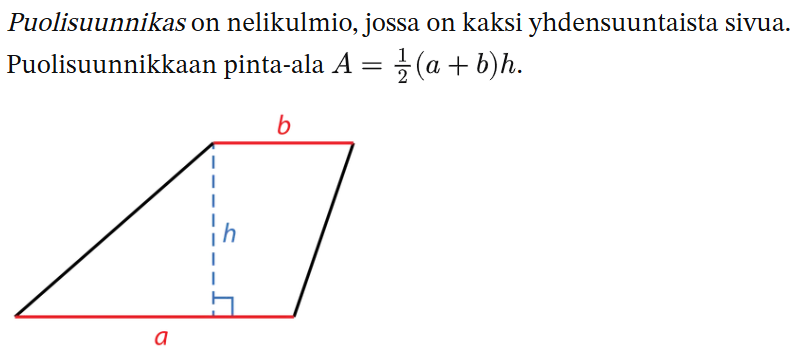 Puolisuunnikas on nelikulmio, jossa on kaksi yhdensuuntaista sivua.
Puolisuunnikkaan pinta-ala A = 1/2 (a + b)h.
b
h
a